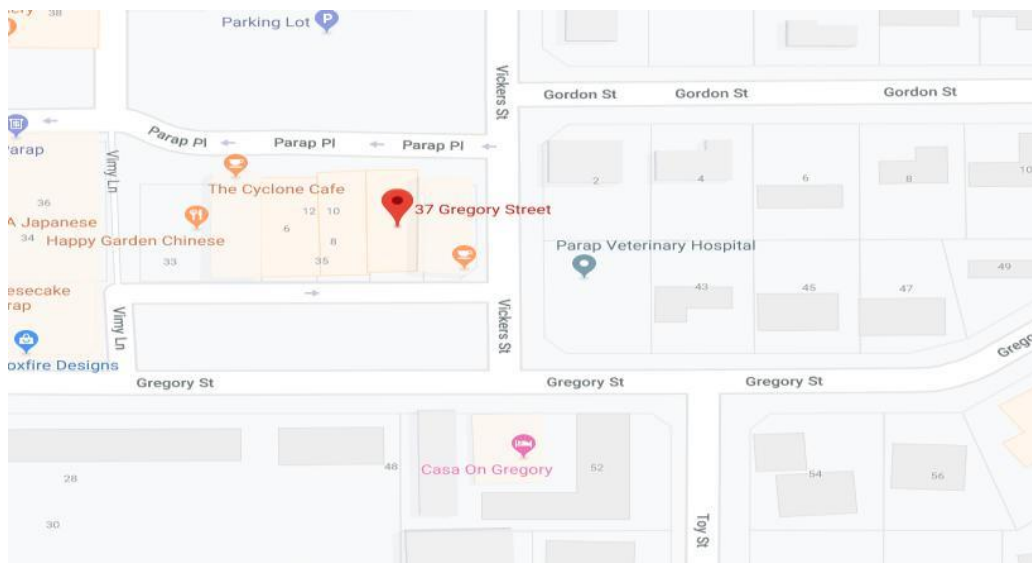 38
ery
Parking Lot
P
Vickers St
Gordon St
Gordon St
Gordon St
Parap Pl
Parap Pl
Parap Pl
arap
Vimy Ln
The Cyclone Cafe
2
4
6
8
10
36
12 10
37 Gregory Street
A Japanese
34
Happy Garden Chinese
6
8
Parap Veterinary Hospital
33
35
49
esecake
rap
43
45
47
Vimy Ln
Vickers St
oxfire Designs
Grego
Gregory St
Gregory St
Gregory St
Casa On Gregory
48
52
28
54
56
30
Toy St